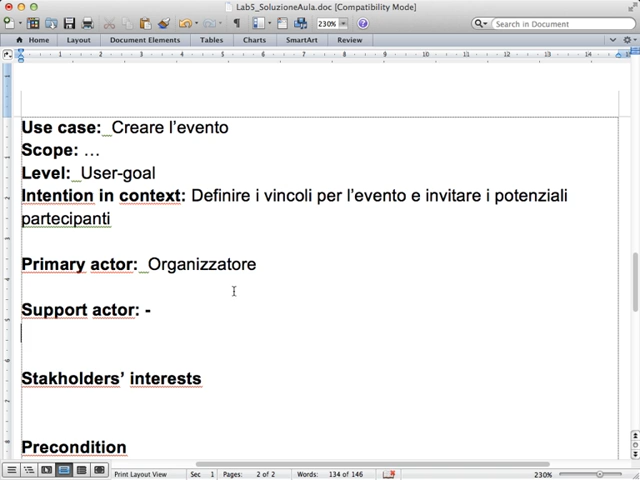 Lab5_SoluzioneAula.doc [Compatibility Mode]
230%
Search in Document
Home Layout Document Elements Tables Charts SmartArt Review
Use case: Creare l'evento
Scope: …
Level: User-goal
Intention in context: Definire i vincoli per l'evento e invitare i potenziali
partecipanti
Primary actor: Organizzatore
Support actor: -
Stakholders' interests
Precondition
Print Layout View Sec 1 Pages: 2 of 2 Words: 134 of 146 230%